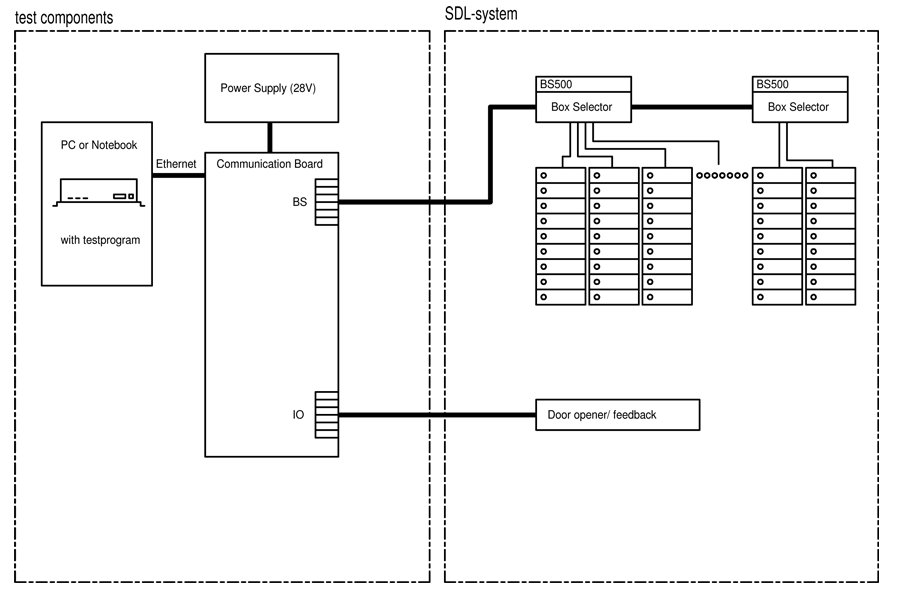 test components
SDL-system
Power Supply (28V)
PC or Notebook
with testprogram
Ethernet
Communication Board
BS
IO
BS500
Box Selector
BS500
Box Selector
Door opener/ feedback